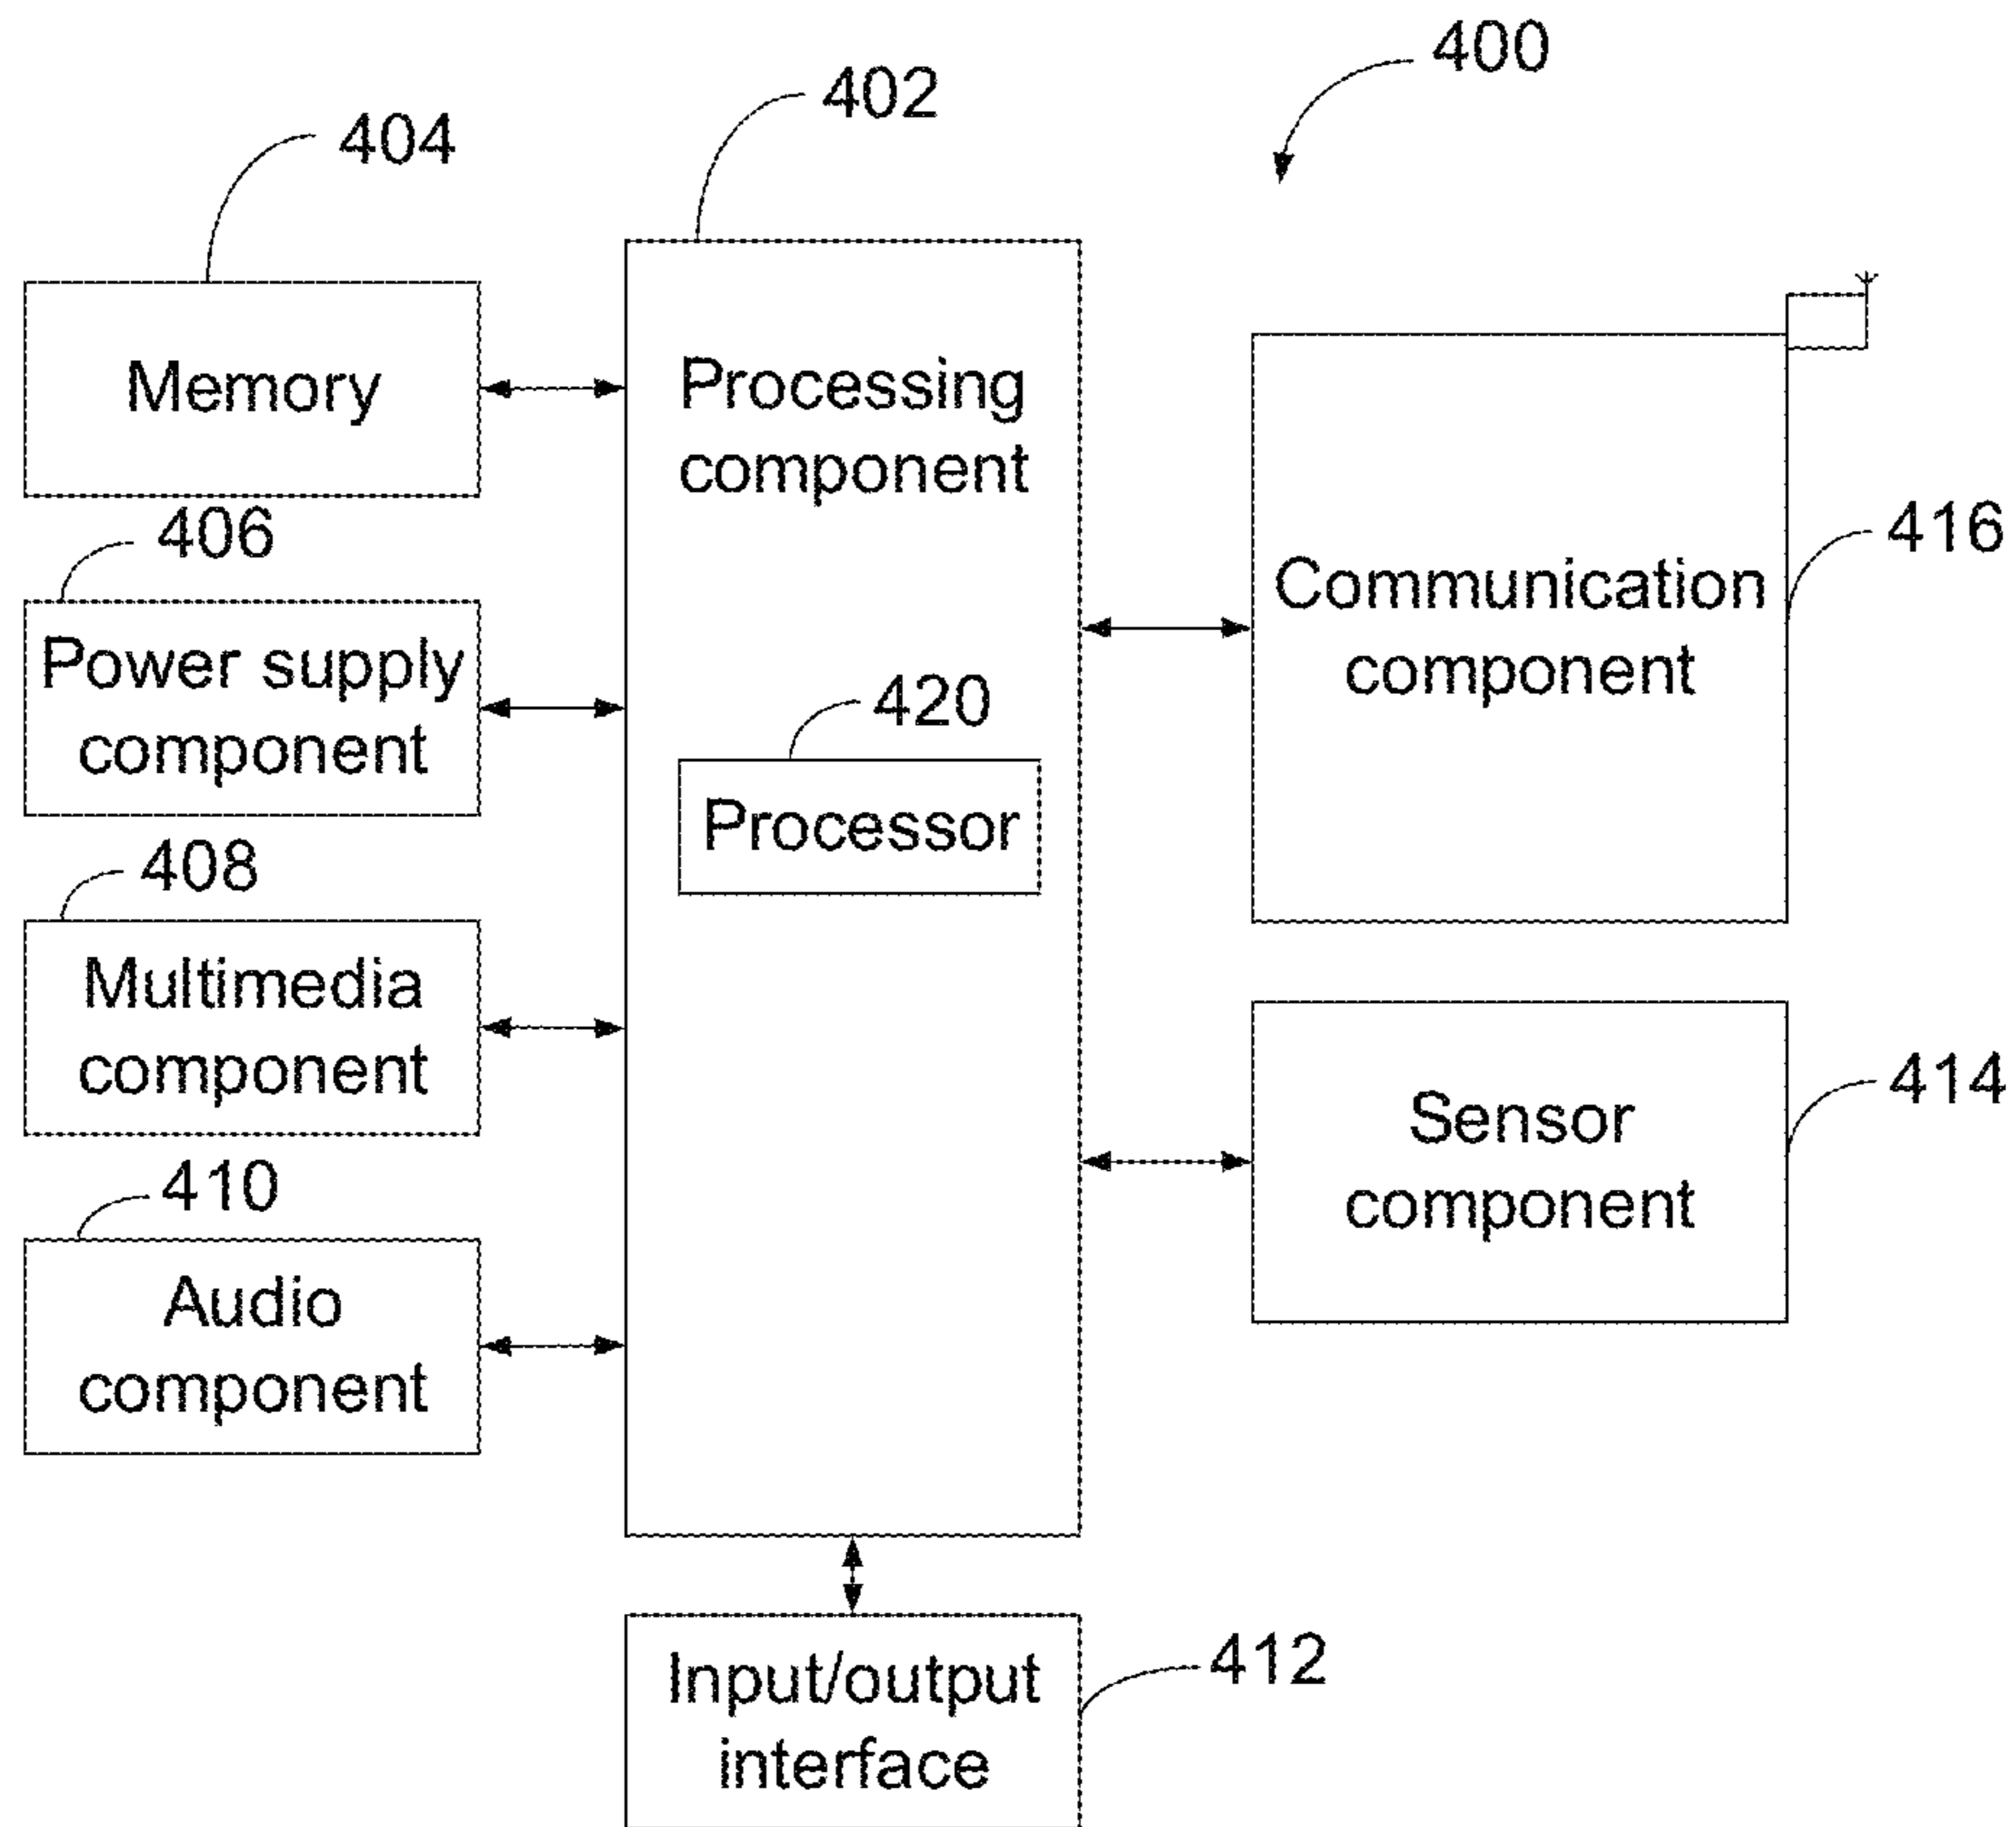 400
402
404
Memory
Processing
component
406
Power supply
component
416
Communication
component
420
Processor
408
Multimedia
component
414
Sensor
component
410
Audio
component
412
Input/output
interface